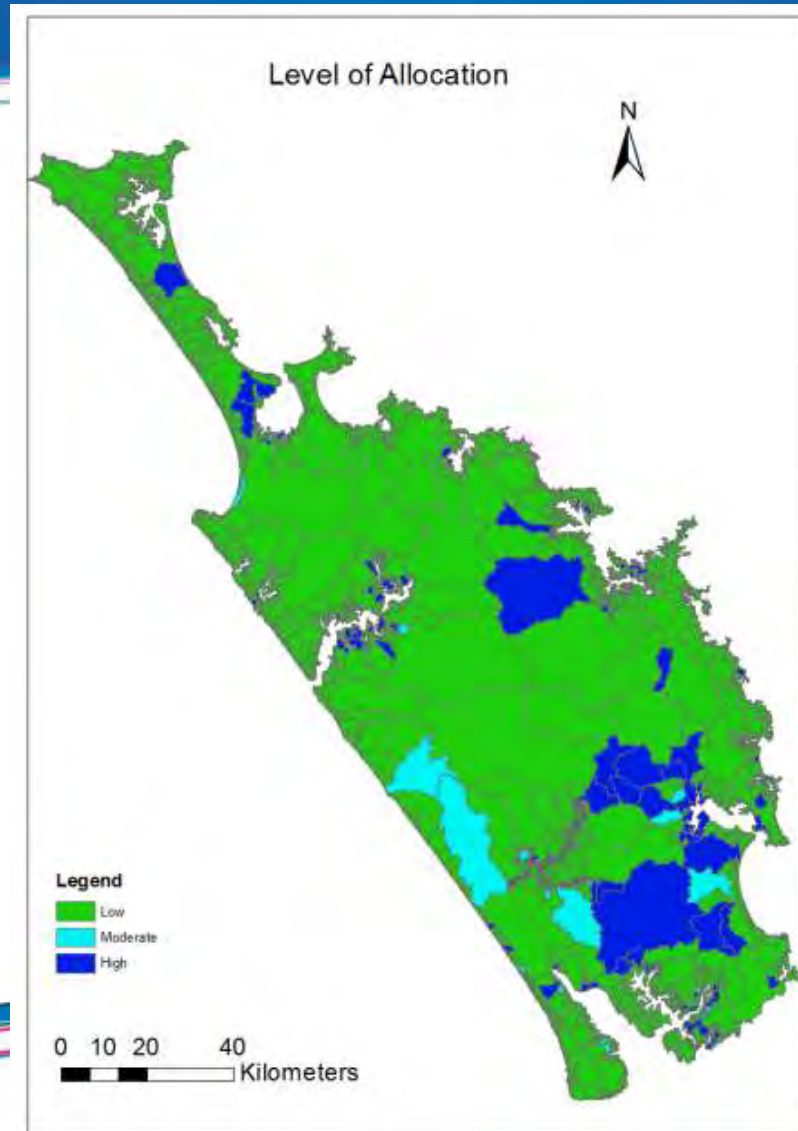 Level of Allocation
N
Legend
Low
Moderate
High
0 10 20 40
Kilometers